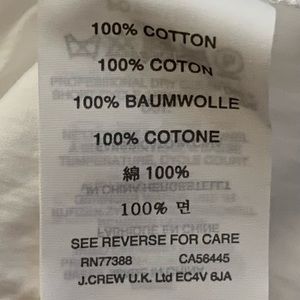 100% COTTON
100% COTON
100% BAUMWOLLE
100% COTONE
綿 100%
100% 면
SEE REVERSE FOR CARE
RN77388 CA56445
J.CREW U.K. Ltd EC4V 6JA